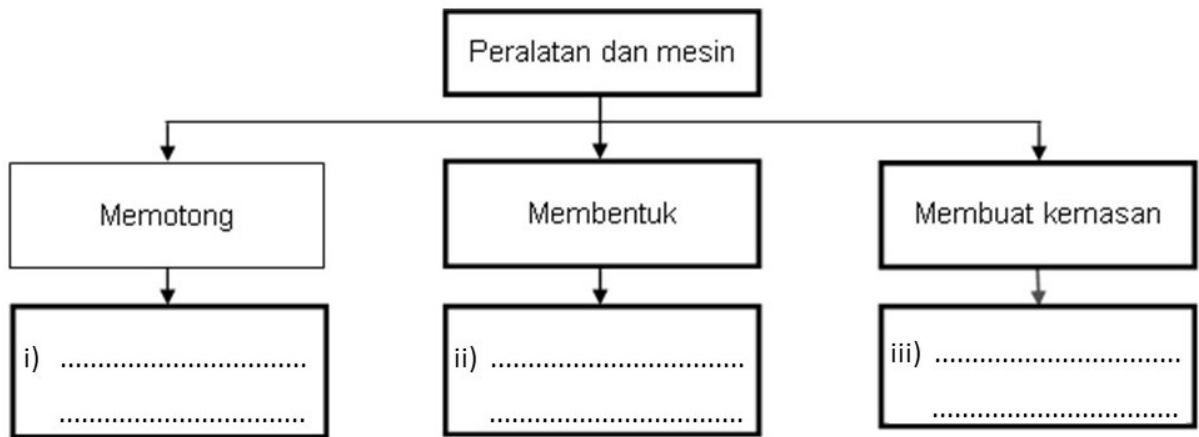 Peralatan dan mesin
Memotong
Membentuk
Membuat kemasan
i) .................................
.................................
ii) .................................
.................................
iii) .................................
.................................